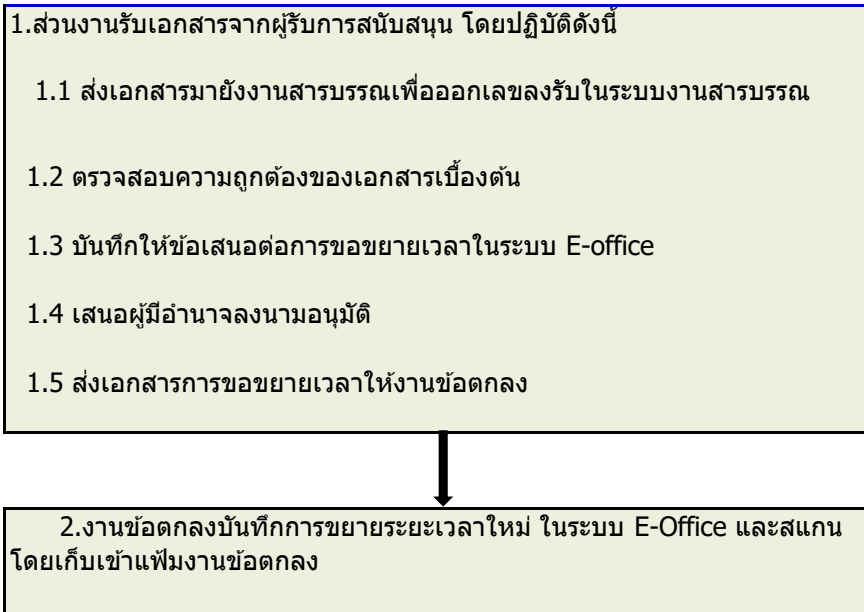 1.ส่วนงานรับเอกสารจากผู้รับการสนับสนุน โดยปฏิบัติดังนี้
1.1 ส่งเอกสารมายังงานสารบรรณเพื่อออกเลขลงรับในระบบงานสารบรรณ
1.2 ตรวจสอบความถูกต้องของเอกสารเบื้องต้น
1.3 บันทึกให้ข้อเสนอต่อการขอขยายเวลาในระบบ E-office
1.4 เสนอผู้มีอำนาจลงนามอนุมัติ
1.5 ส่งเอกสารการขอขยายเวลาให้งานข้อตกลง
2.งานข้อตกลงบันทึกการขยายระยะเวลาใหม่ ในระบบ E-Office และสแกน
โดยเก็บเข้าแฟ้มงานข้อตกลง